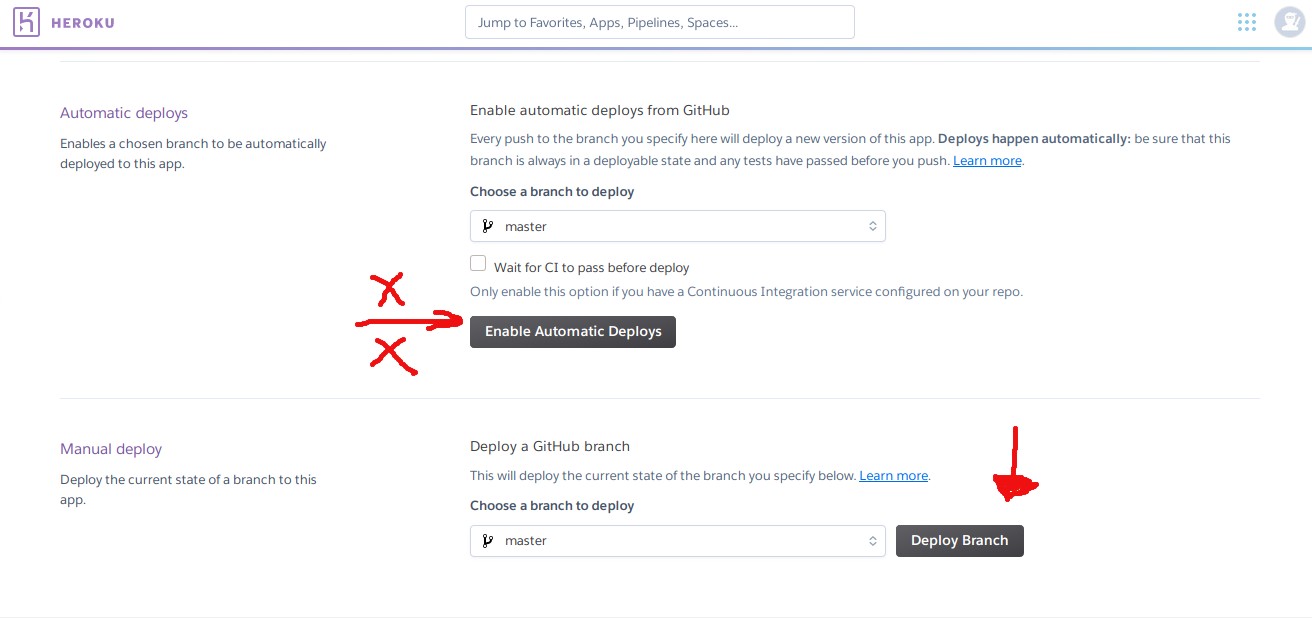 HEROKU
Jump to Favorites, Apps, Pipelines, Spaces...
Automatic deploys
Enables a chosen branch to be automatically
deployed to this app.
Enable automatic deploys from GitHub
Every push to the branch you specify here will deploy a new version of this app. Deploys happen automatically: be sure that this
branch is always in a deployable state and any tests have passed before you push. Learn more.
Choose a branch to deploy
master
Wait for CI to pass before deploy
Only enable this option if you have a Continuous Integration service configured on your repo.
X
X
Enable Automatic Deploys
Manual deploy
Deploy the current state of a branch to this
app.
Deploy a GitHub branch
This will deploy the current state of the branch you specify below. Learn more.
Choose a branch to deploy
master
Deploy Branch